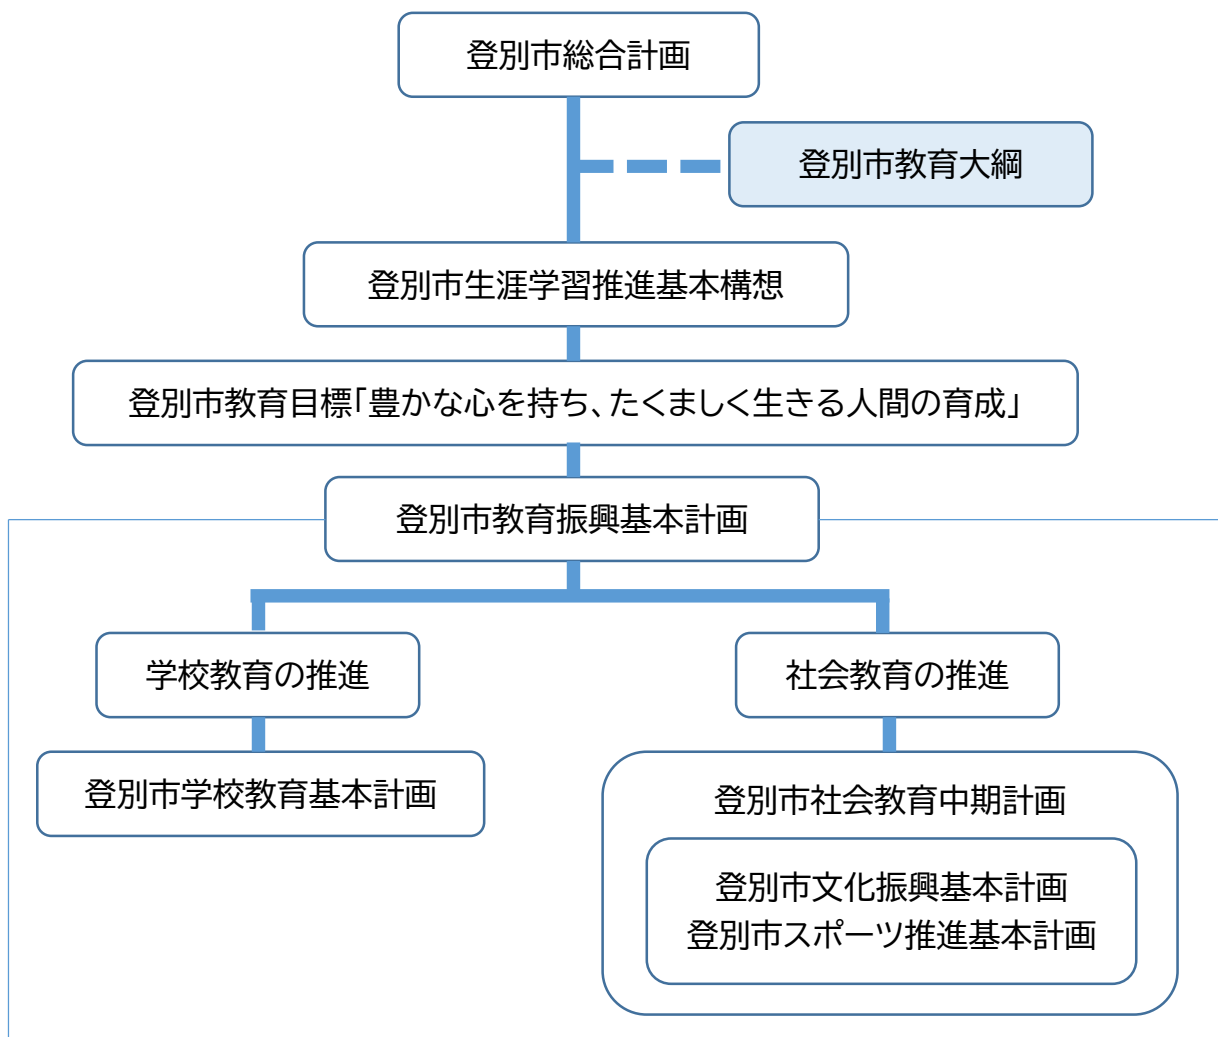 登別市総合計画
登別市教育大綱
登別市生涯学習推進基本構想
登別市教育目標「豊かな心を持ち、たくましく生きる人間の育成」
登別市教育振興基本計画
学校教育の推進
社会教育の推進
登別市学校教育基本計画
登別市社会教育中期計画
登別市文化振興基本計画
登別市スポーツ推進基本計画